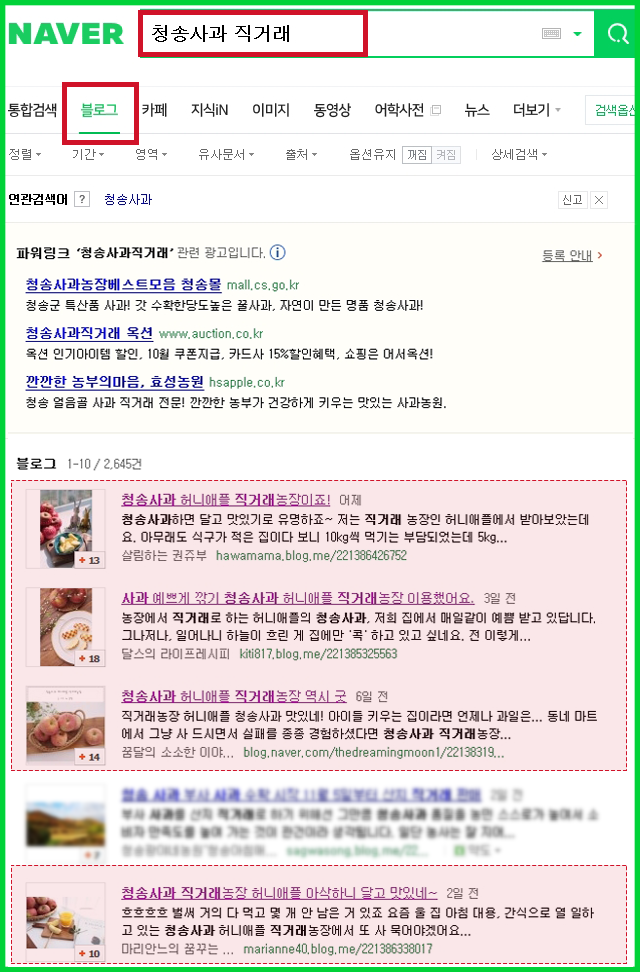 NAVER
청송사과 직거래
통합검색 블로그 카페 지식iN 이미지 동영상 어학사전 뉴스 더보기 검색옵션
정렬 기간 영역 유사문서 출처 옵션유지 꺼짐 켜짐 상세검색
연관검색어 ? 청송사과 신고
파워링크 ‘청송사과직거래’ 관련 광고입니다. 등록 안내 >
청송사과농장베스트모음 청송몰 mall.cs.go.kr
청송군 특산품 사과! 갓 수확한당도높은 꿀사과, 자연이 만든 명품 청송사과!
청송사과직거래 옥션 www.auction.co.kr
옥션 인기아이템 할인, 10월 쿠폰지급, 카드사 15%할인혜택, 쇼핑은 어서옥션!
깐깐한 농부의마음, 효성농원 hsapple.co.kr
청송 얼음골 사과 직거래 전문! 깐깐한 농부가 건강하게 키우는 맛있는 사과농원.
블로그 1-10 / 2,645건
청송사과 허니애플 직거래농장이죠! 어제
청송사과하면 달고 맛있기로 유명하죠~ 저는 직거래 농장인 허니애플에서 받아보았는데
요. 아무래도 식구가 적은 집이다 보니 10kg씩 먹기는 부담되었는데 5kg...
+ 13
살림하는 권쥬부 hawamama.blog.me/221386426752
사과 예쁘게 깎기 청송사과 허니애플 직거래농장 이용했어요. 3일 전
농장에서 직거래로 하는 허니애플의 청송사과, 저희 집에서 매일같이 예쁨 받고 있답니다.
그나저나, 일어나니 하늘이 흐린 게 집에만 '콕' 하고 있고 싶네요. 전 이렇게...
+ 18
달스의 라이프레시피 kiti817.blog.me/221385325563
청송사과 허니애플 직거래농장 역시 굿 6일 전
직거래농장 허니애플 청송사과 맛있네! 아이들 키우는 집이라면 언제나 과일은... 동네 마트
에서 그냥 사 드시면서 실패를 종종 경험하셨다면 청송사과 직거래농장...
+ 14
꿈달의 소소한 이야... blog.naver.com/thedreamingmoon1/22138319...
청송사과 직거래농장 허니애플 아삭하니 달고 맛있네~ 2일 전
흐흐흐흐 벌써 거의 다 먹고 몇 개 안 남은 거 있죠 요즘 울 집 아침 대용, 간식으로 열 일하
고 있는 청송사과 허니애플 직거래농장에서 또 사 묵어야겠어요...
+ 10
마리안느의 꿈꾸는 ... marianne40.blog.me/221386338017